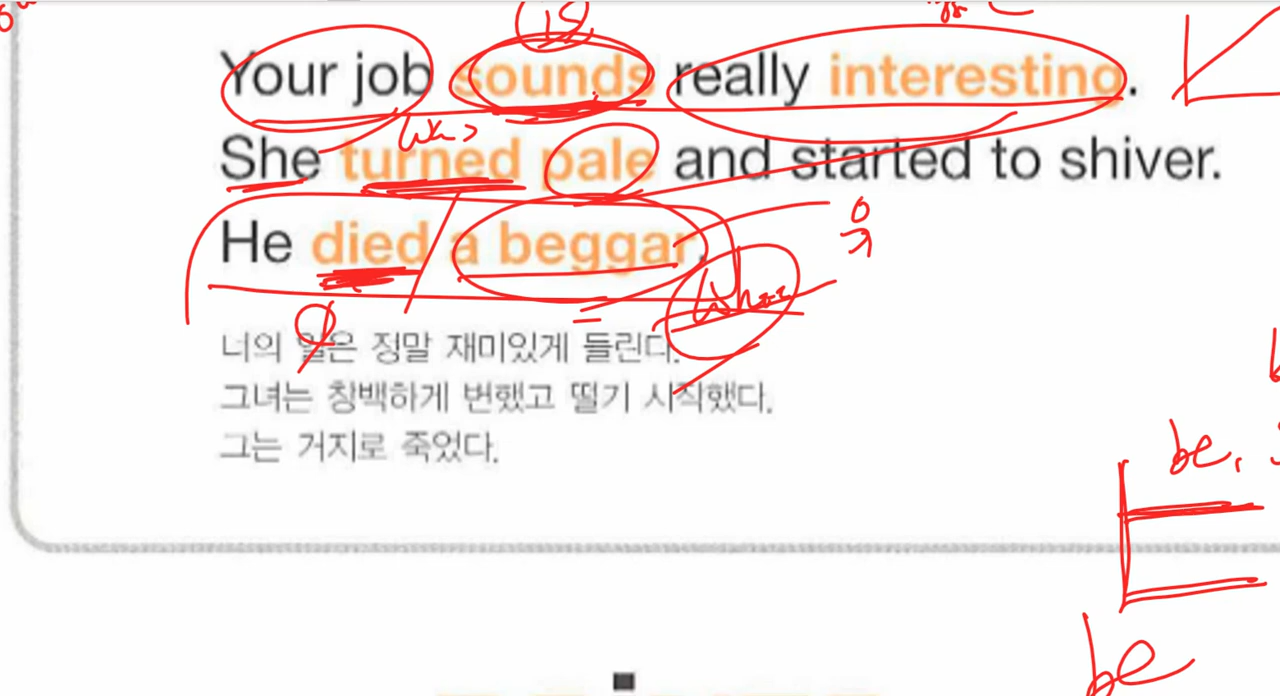 is
Your job sounds really interesting.
was
She turned pale and started to shiver.
He died a beggar.
너의 일은 정말 재미있게 들린다.
그녀는 창백하게 변했고 떨기 시작했다.
그는 거지로 죽었다.
be,
be